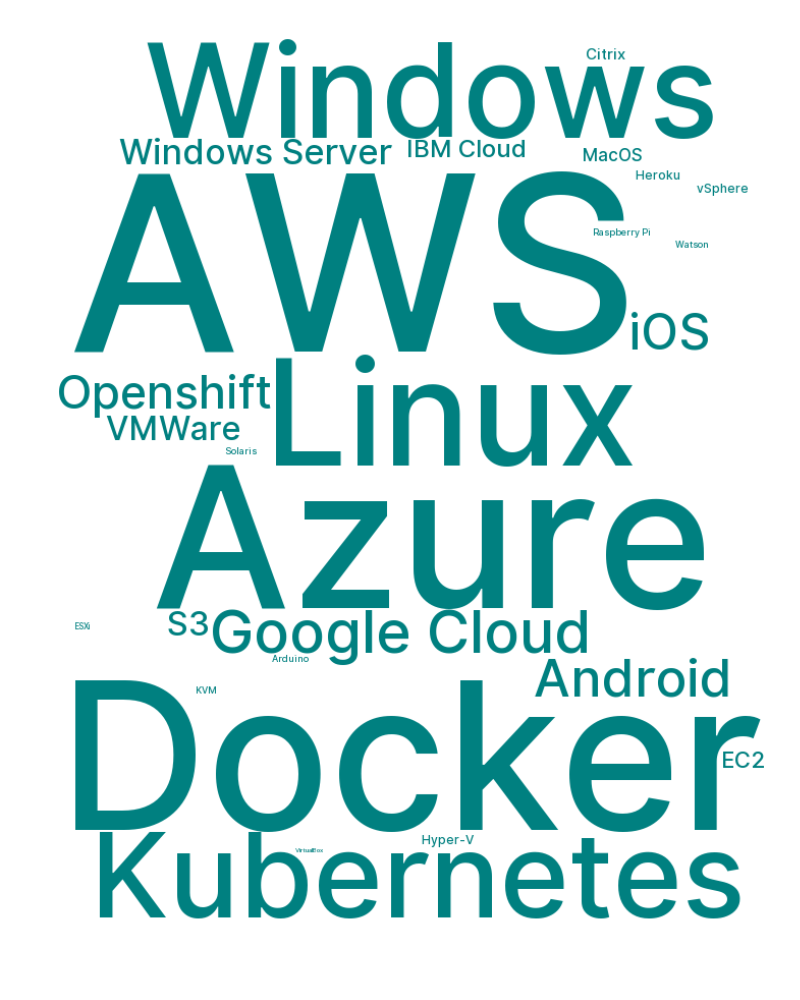 Citrix
Windows
Windows Server
IBM Cloud
MacOS
Heroku
vSphere
AWS
Raspberry Pi
Watson
iOS
Openshift
Linux
VMWare
Solaris
Azure
S3
Google Cloud
ESXi
Arduino
Android
KVM
Docker
EC2
Hyper-V
Kubernetes
VirtualBox